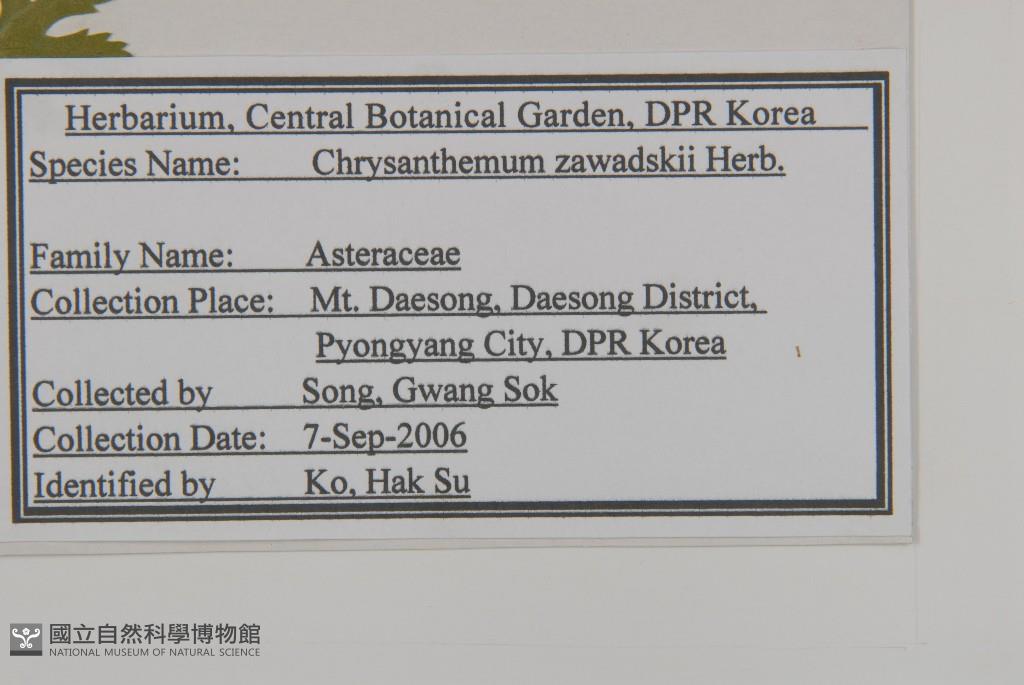 Herbarium, Central Botanical Garden, DPR Korea
Species Name: Chrysanthemum zawadskii Herb.
Family Name: Asteraceae
Collection Place: Mt. Daesong, Daesong District,
Pyongyang City, DPR Korea
Collected by Song, Gwang Sok
Collection Date: 7-Sep-2006
Identified by Ko, Hak Su
國立自然科學博物館
NATIONAL MUSEUM OF NATURAL SCIENCE